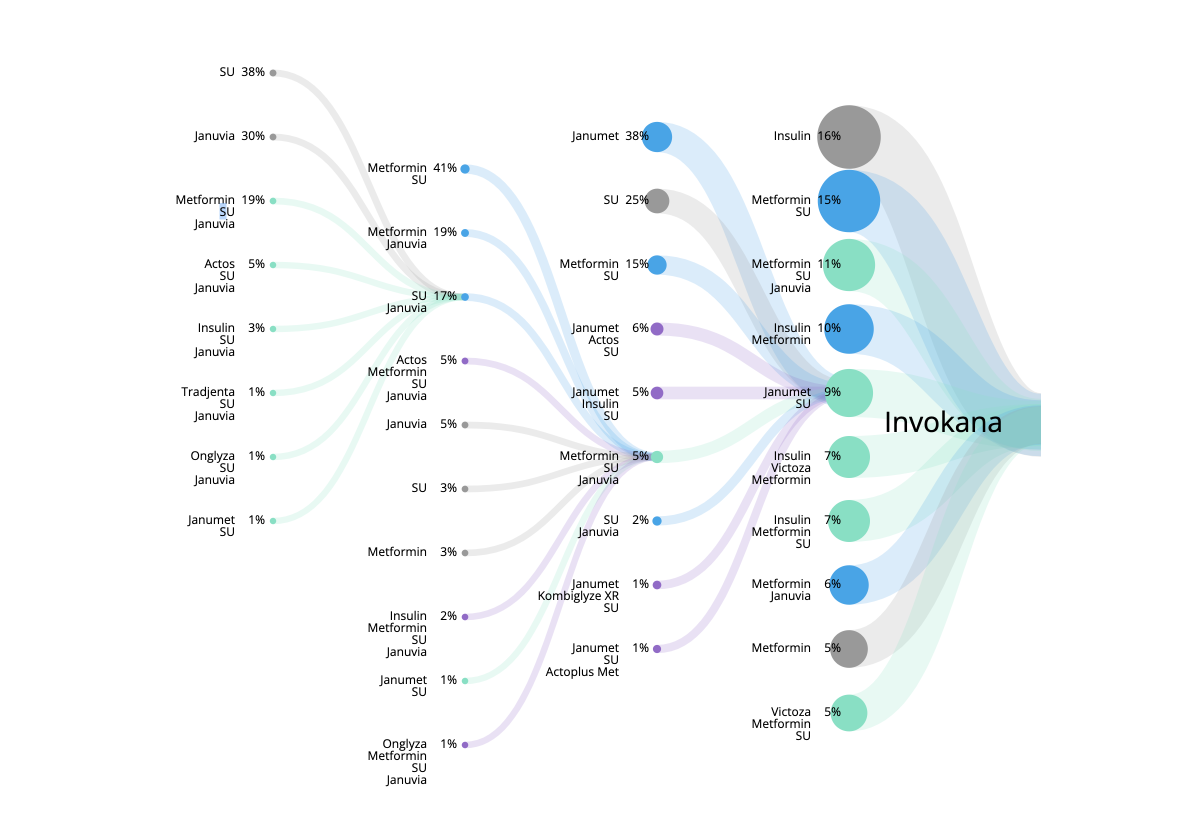 SU 38%
Januvia 30%
Metformin 19%
SU
Januvia
Actos 5%
SU
Januvia
Insulin 3%
SU
Januvia
Tradjenta 1%
SU
Januvia
Onglyza 1%
SU
Januvia
Janumet 1%
SU
Metformin 41%
SU
Metformin 19%
Januvia
SU 17%
Januvia
Actos 5%
Metformin
SU
Januvia
Januvia 5%
SU 3%
Metformin 3%
Insulin 2%
Metformin
SU
Januvia
Janumet 1%
SU
Onglyza 1%
Metformin
SU
Januvia
Janumet 38%
SU 25%
Metformin 15%
SU
Janumet 6%
Actos
SU
Janumet 5%
Insulin
SU
Metformin 5%
SU
Januvia
SU 2%
Januvia
Janumet 1%
Kombiglyze XR
SU
Janumet 1%
SU
Actoplus Met
Insulin 16%
Metformin 15%
SU
Metformin 11%
SU
Januvia
Insulin 10%
Metformin
Janumet 9%
SU
Insulin 7%
Victoza
Metformin
Insulin 7%
Metformin
SU
Metformin 6%
Januvia
Metformin 5%
Victoza 5%
Metformin
SU
Invokana